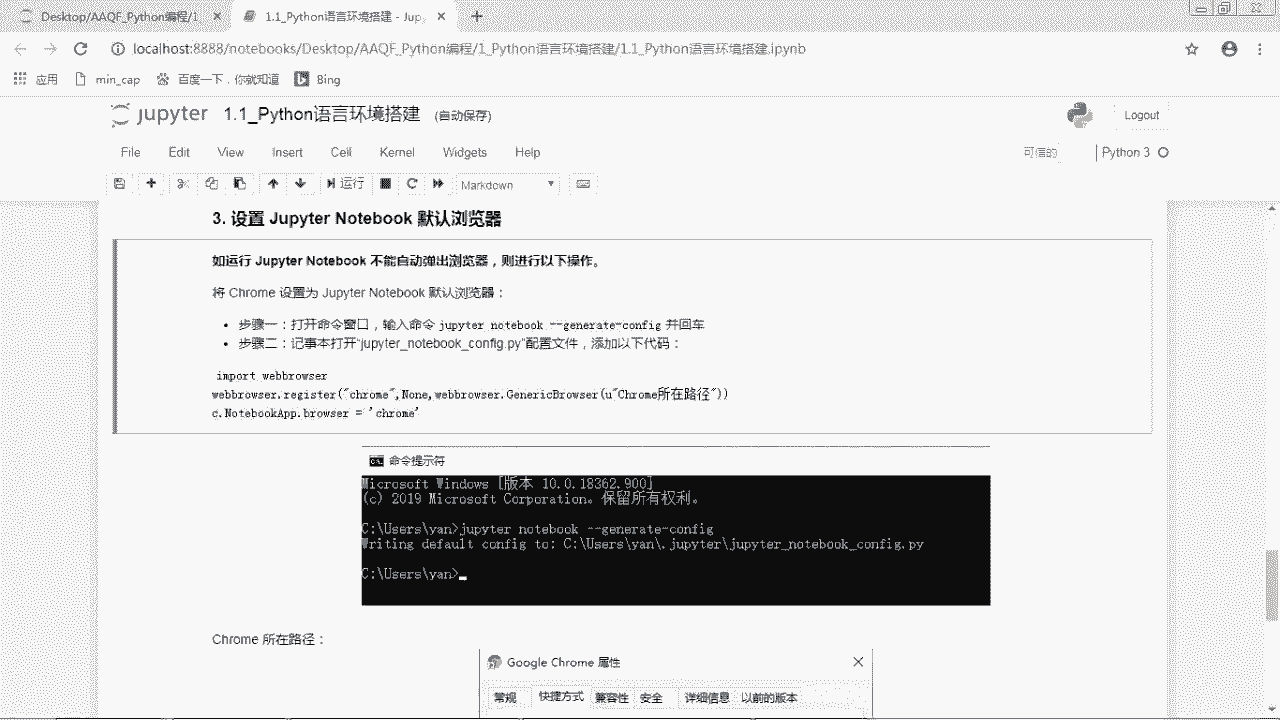 Desktop/AAQF_Python编程/1
1.1_Python语言环境搭建 - Jup
localhost:8888/notebooks/Desktop/AAQF_Python编程/1_Python语言环境搭建/1.1_Python语言环境搭建.ipynb
应用 min_cap 百度一下，你就知道 Bing
jupyter 1.1_Python语言环境搭建 (自动保存) Logout
File Edit View Insert Cell Kernel Widgets Help 可信的 Python 3
运行 Markdown
3. 设置 Jupyter Notebook 默认浏览器
如运行 Jupyter Notebook 不能自动弹出浏览器，则进行以下操作。
将 Chrome 设置为 Jupyter Notebook 默认浏览器：
• 步骤一：打开命令窗口，输入命令 jupyter notebook --generate-config 并回车
• 步骤二：记事本打开"jupyter_notebook_config.py"配置文件，添加以下代码：
import webbrowser
webbrowser.register("chrome",None,webbrowser.GenericBrowser(u"Chrome所在路径"))
c.NotebookApp.browser = 'chrome'
命令提示符
Microsoft Windows [版本 10.0.18362.900]
(c) 2019 Microsoft Corporation。保留所有权利。
C:\Users\yan>jupyter notebook --generate-config
Writing default config to: C:\Users\yan\.jupyter\jupyter_notebook_config.py
C:\Users\yan>
Chrome 所在路径：
Google Chrome 属性
常规 快捷方式 兼容性 安全 详细信息 以前的版本